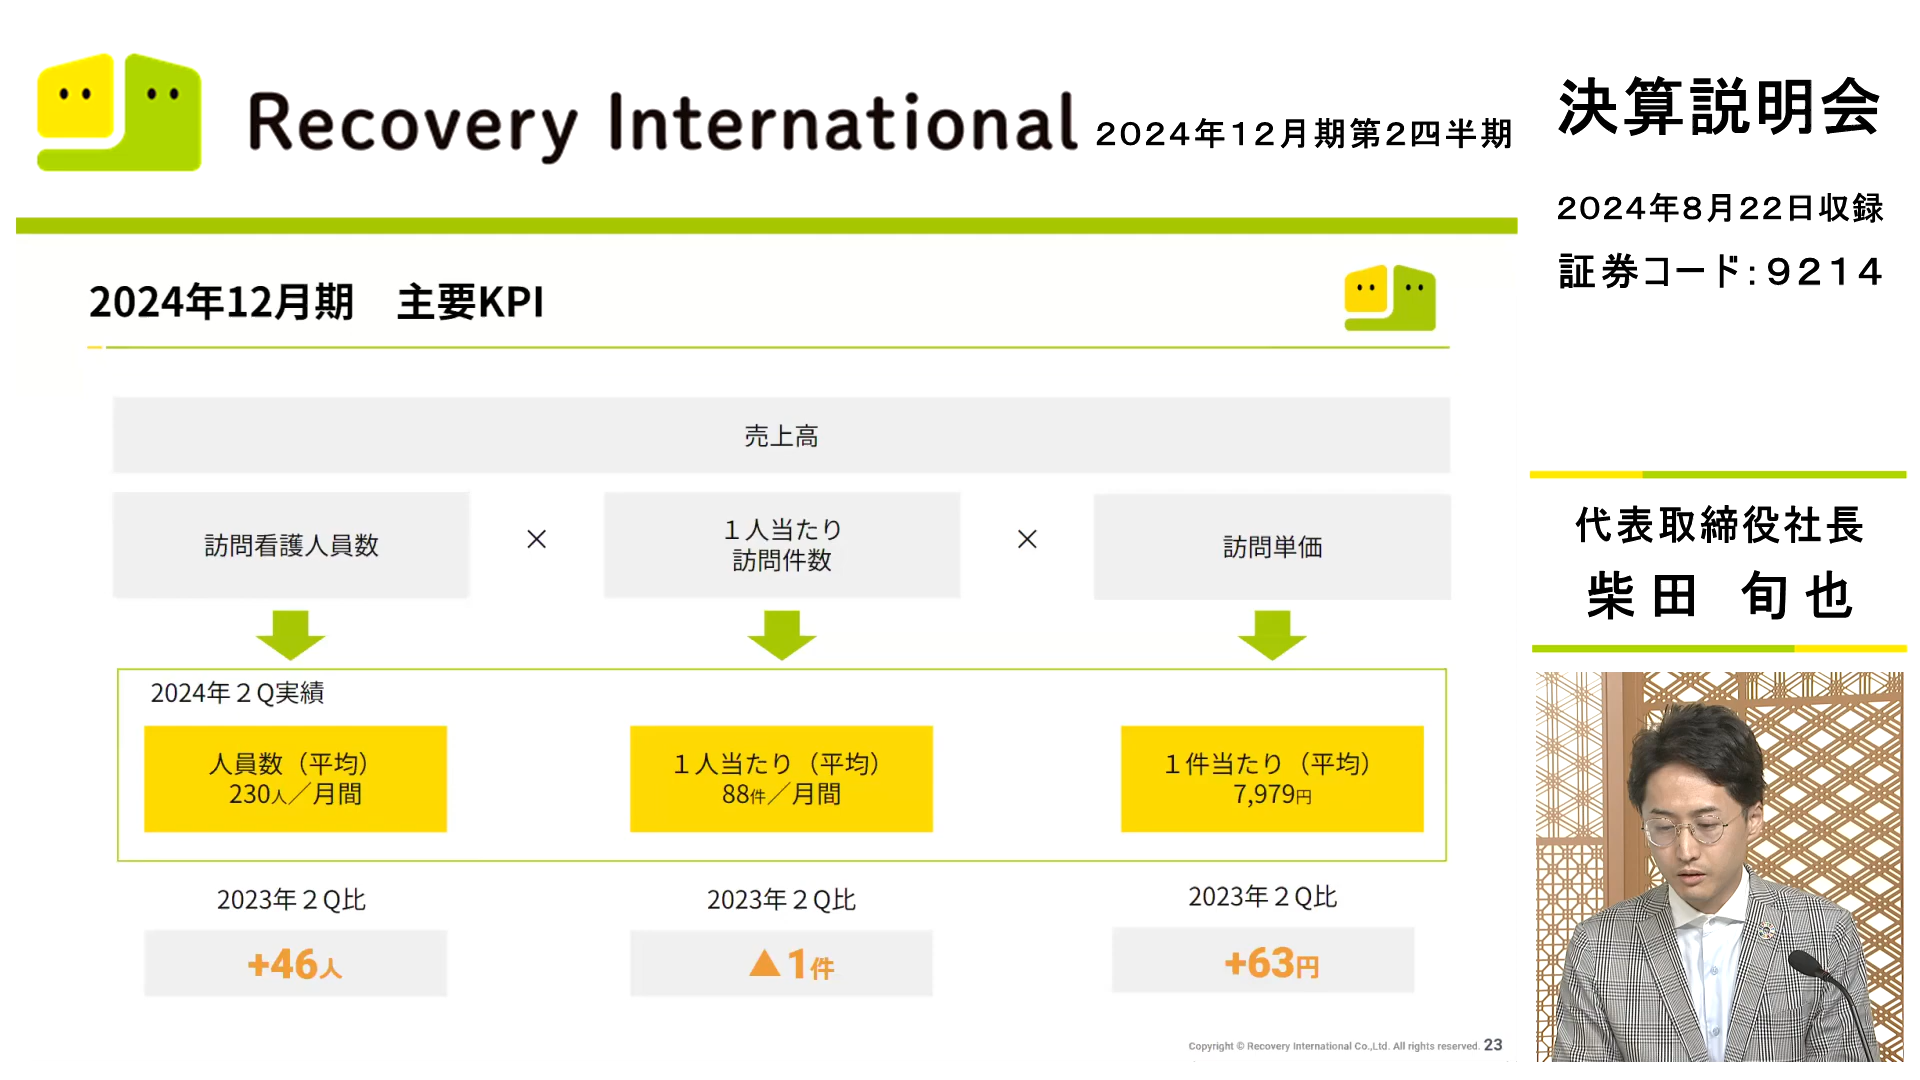 Recovery International 2024年12月期第2四半期
決算説明会
2024年8月22日収録
証券コード:9214
2024年12月期　主要KPI
売上高
訪問看護人員数
×
１人当たり
訪問件数
×
訪問単価
2024年２Q実績
人員数（平均）
230人／月間
１人当たり（平均）
88件／月間
１件当たり（平均）
7,979円
2023年２Q比
2023年２Q比
2023年２Q比
+46人
▲1件
+63円
Copyright © Recovery International Co.,Ltd. All rights reserved. 23
代表取締役社長
柴田　旬也